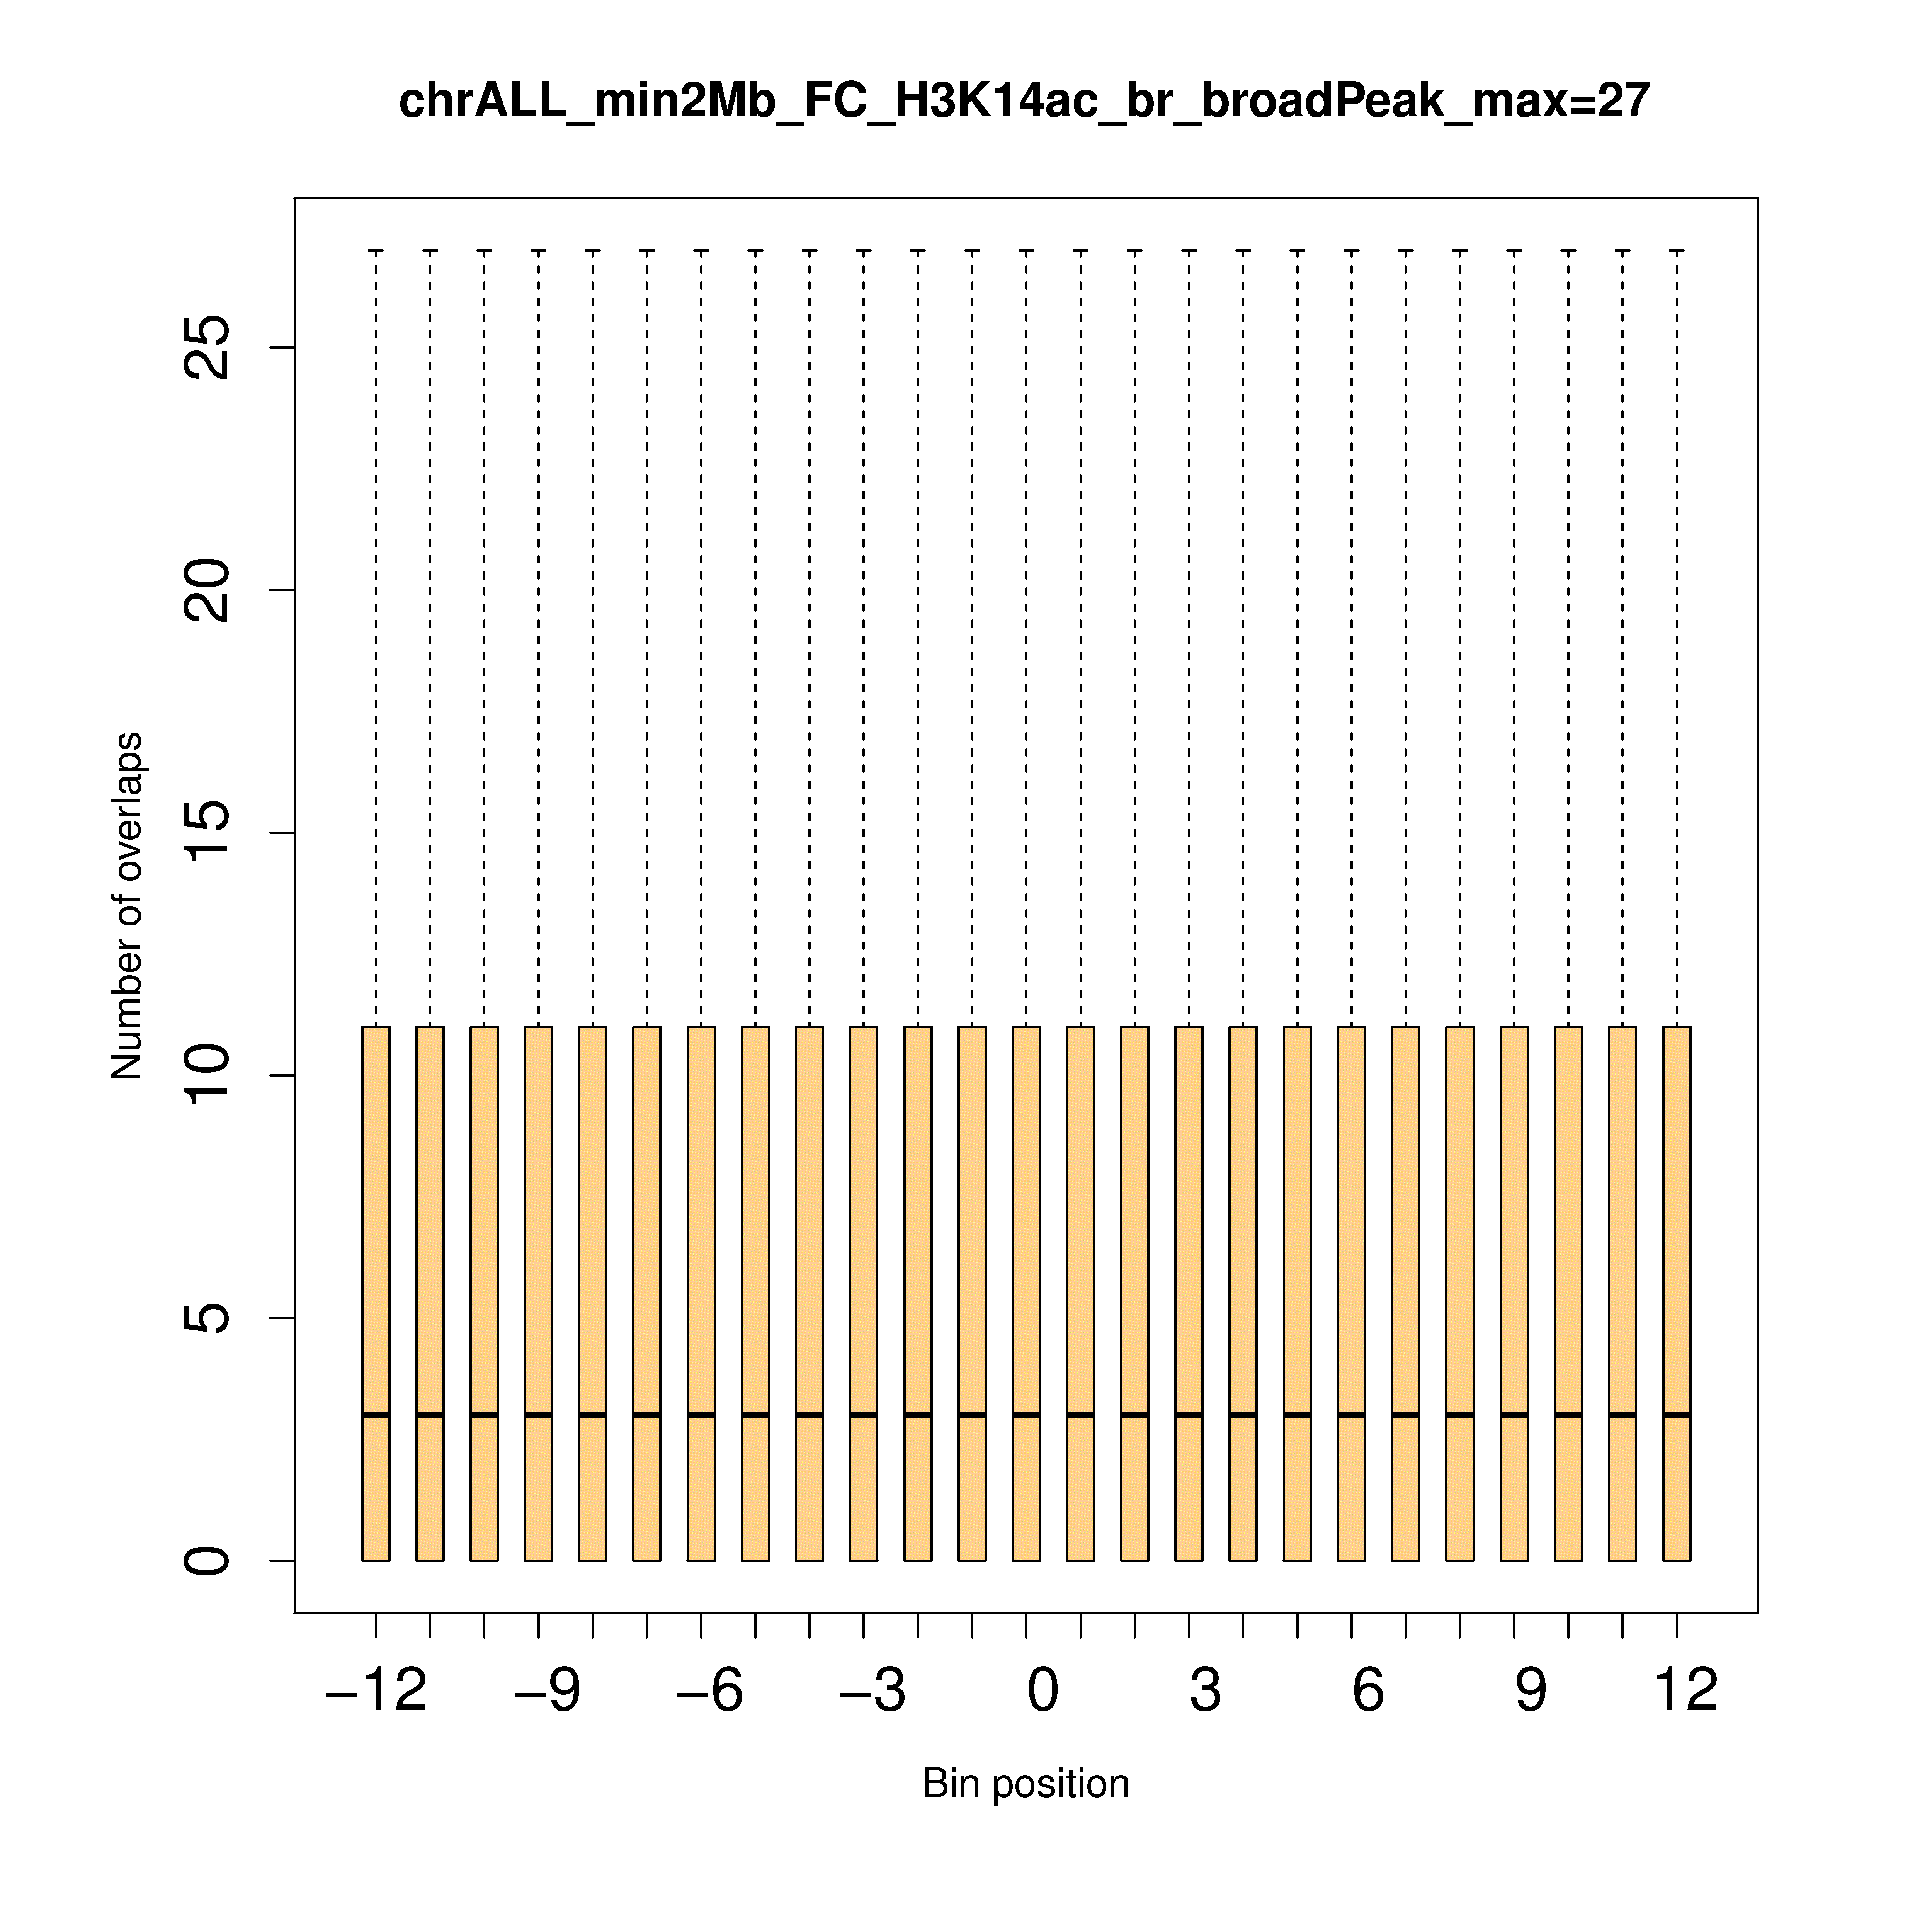 chrALL_min2Mb_FC_H3K14ac_br_broadPeak_max=27
Number of overlaps
25
20
15
10
5
0
−12 −9 −6 −3 0 3 6 9 12
Bin position